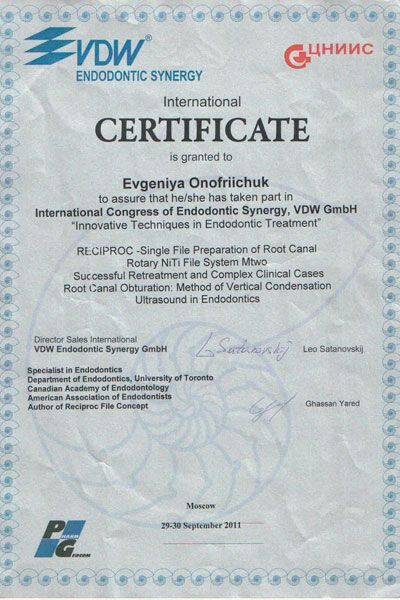 VDW®
ENDODONTIC SYNERGY
ЦНИИС
International
CERTIFICATE
is granted to
Evgeniya Onofriichuk
to assure that he/she has taken part in
International Congress of Endodontic Synergy, VDW GmbH
"Innovative Techniques in Endodontic Treatment"
RECIPROC -Single File Preparation of Root Canal
Rotary NiTi File System Mtwo
Successful Retreatment and Complex Clinical Cases
Root Canal Obturation: Method of Vertical Condensation
Ultrasound in Endodontics
Director Sales International
VDW Endodontic Synergy GmbH
L Satanovskij
Leo Satanovskij
Specialist in Endodontics
Department of Endodontics, University of Toronto
Canadian Academy of Endodontology
American Association of Endodontists
Author of Reciproc File Concept
Ghassan Yared
Moscow
29-30 September 2011
PHARM
GEOCOM